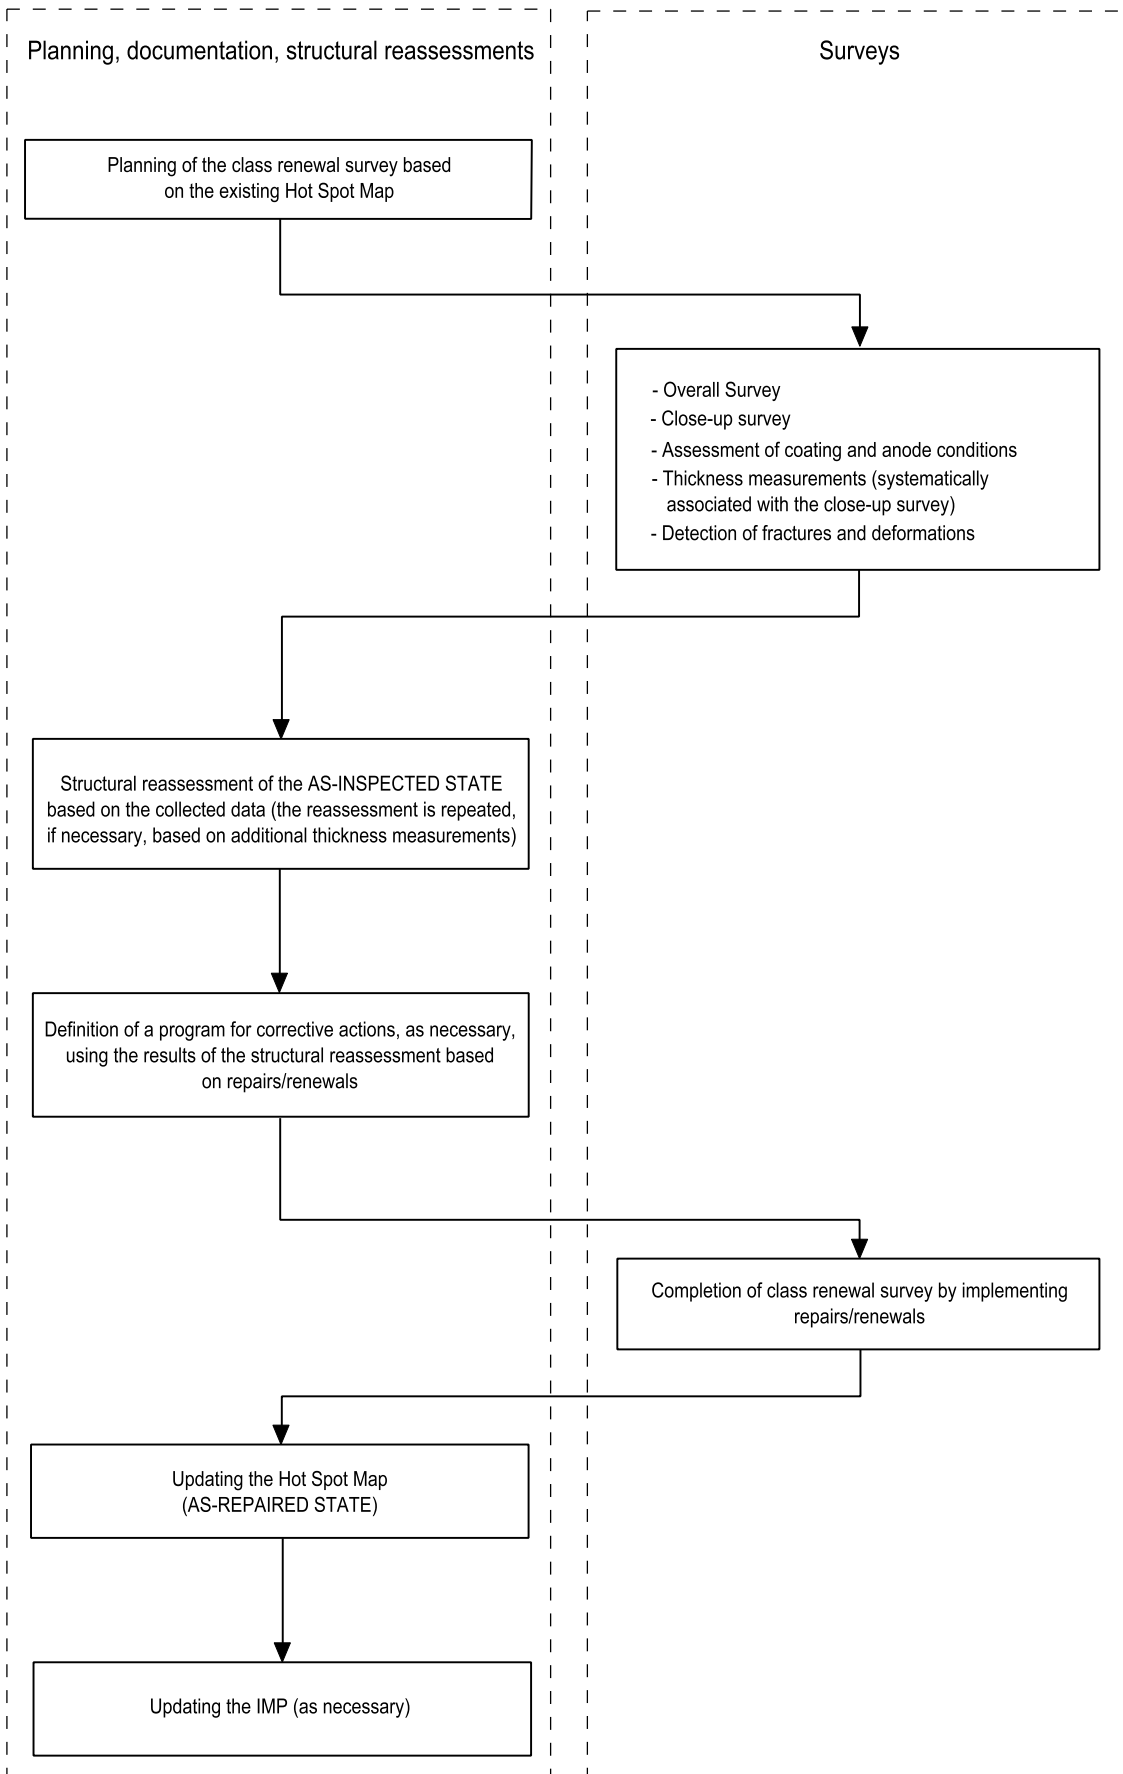 Planning, documentation, structural reassessments
Surveys
Planning of the class renewal survey based
on the existing Hot Spot Map
- Overall Survey
- Close-up survey
- Assessment of coating and anode conditions
- Thickness measurements (systematically
associated with the close-up survey)
- Detection of fractures and deformations
Structural reassessment of the AS-INSPECTED STATE
based on the collected data (the reassessment is repeated,
if necessary, based on additional thickness measurements)
Definition of a program for corrective actions, as necessary,
using the results of the structural reassessment based
on repairs/renewals
Completion of class renewal survey by implementing
repairs/renewals
Updating the Hot Spot Map
(AS-REPAIRED STATE)
Updating the IMP (as necessary)